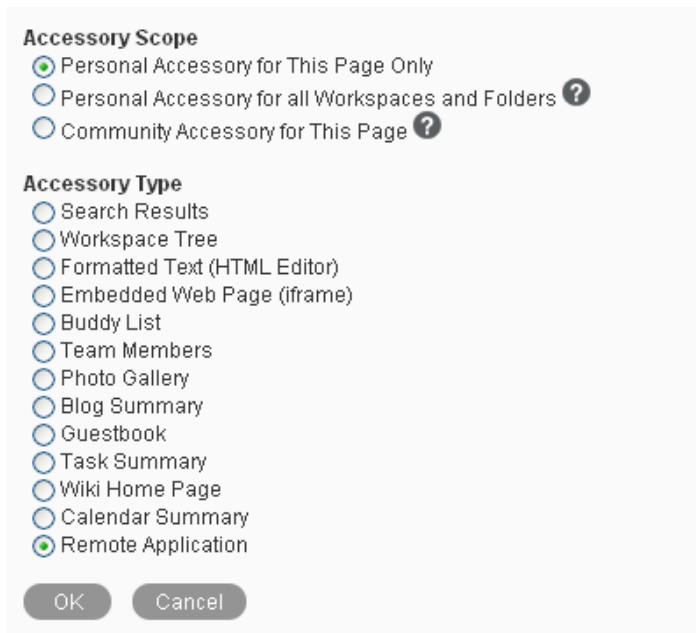 Accessory Scope
Personal Accessory for This Page Only
Personal Accessory for all Workspaces and Folders ?
Community Accessory for This Page ?
Accessory Type
Search Results
Workspace Tree
Formatted Text (HTML Editor)
Embedded Web Page (iframe)
Buddy List
Team Members
Photo Gallery
Blog Summary
Guestbook
Task Summary
Wiki Home Page
Calendar Summary
Remote Application
OK Cancel